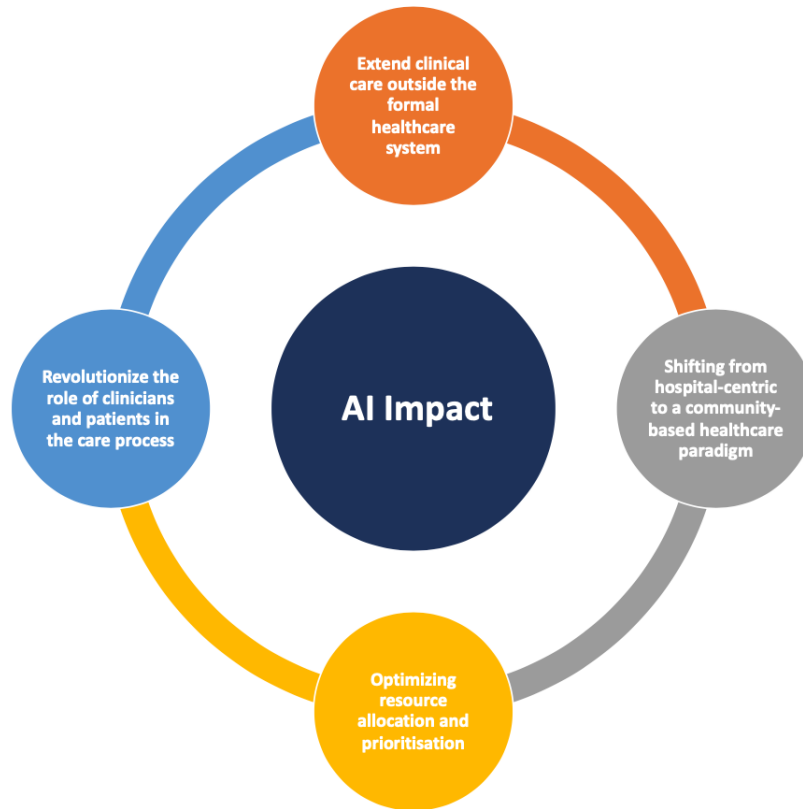 Extend clinical
care outside the
formal
healthcare
system
Revolutionize the
role of clinicians
and patients in
the care process
AI Impact
Shifting from
hospital-centric
to a community-
based healthcare
paradigm
Optimizing
resource
allocation and
prioritisation